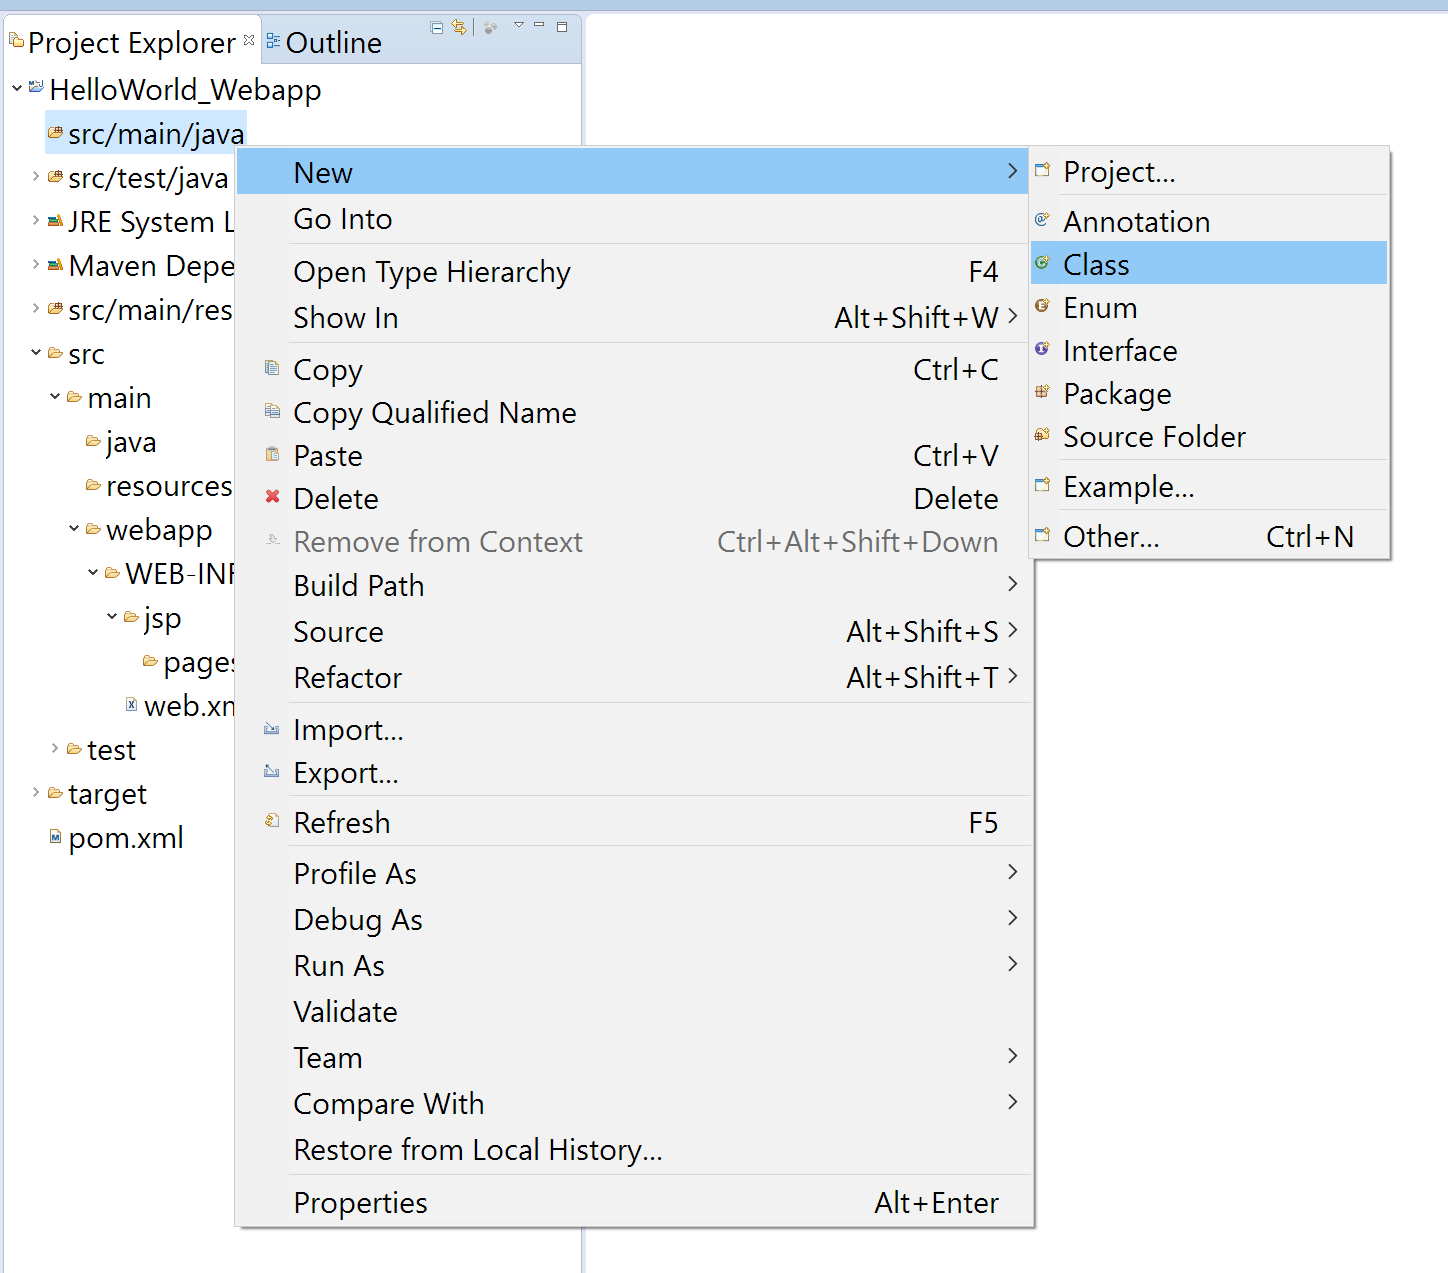 Project Explorer
Outline
HelloWorld_Webapp
src/main/java
src/test/java
JRE System L
Maven Depe
src/main/res
src
main
java
resources
webapp
WEB-INF
jsp
pages
web.xm
test
target
pom.xml
New
Go Into
Open Type Hierarchy F4
Show In Alt+Shift+W
Copy Ctrl+C
Copy Qualified Name
Paste Ctrl+V
Delete Delete
Remove from Context Ctrl+Alt+Shift+Down
Build Path
Source Alt+Shift+S
Refactor Alt+Shift+T
Import...
Export...
Refresh F5
Profile As
Debug As
Run As
Validate
Team
Compare With
Restore from Local History...
Properties Alt+Enter
Project...
Annotation
Class
Enum
Interface
Package
Source Folder
Example...
Other... Ctrl+N